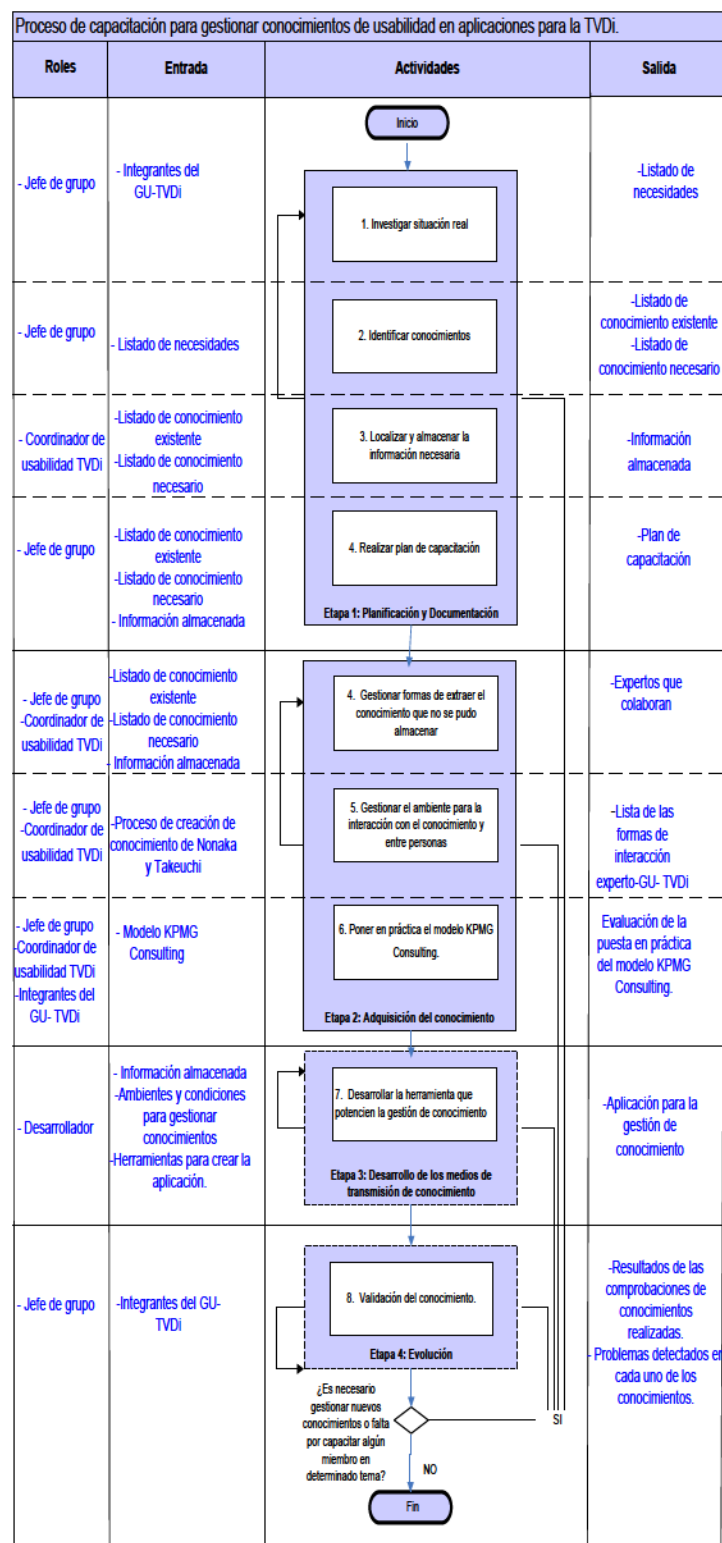 Proceso de capacitación para gestionar conocimientos de usabilidad en aplicaciones para la TVDi.
Roles
Entrada
Actividades
Salida
Inicio
- Jefe de grupo
- Integrantes del
GU-TVDi
1. Investigar situación real
-Listado de
necesidades
- Jefe de grupo
- Listado de necesidades
2. Identificar conocimientos
-Listado de
conocimiento existente
-Listado de
conocimiento necesario
- Coordinador de
usabilidad TVDi
-Listado de conocimiento
existente
-Listado de conocimiento
necesario
3. Localizar y almacenar la
información necesaria
-Información
almacenada
- Jefe de grupo
-Listado de conocimiento
existente
-Listado de conocimiento
necesario
- Información almacenada
4. Realizar plan de capacitación
-Plan de
capacitación
Etapa 1: Planificación y Documentación
- Jefe de grupo
-Coordinador de
usabilidad TVDi
-Listado de conocimiento
existente
-Listado de conocimiento
necesario
- Información almacenada
4. Gestionar formas de extraer el
conocimiento que no se pudo
almacenar
-Expertos que
colaboran
- Jefe de grupo
-Coordinador de
usabilidad TVDi
-Proceso de creación de
conocimiento de Nonaka
y Takeuchi
5. Gestionar el ambiente para la
interacción con el conocimiento y
entre personas
-Lista de las
formas de
interacción
experto-GU- TVDi
- Jefe de grupo
-Coordinador de
usabilidad TVDi
-Integrantes del
GU- TVDi
- Modelo KPMG
Consulting
6. Poner en práctica el modelo KPMG
Consulting.
Evaluación de la
puesta en práctica
del modelo KPMG
Consulting.
Etapa 2: Adquisición del conocimiento
- Desarrollador
- Información almacenada
-Ambientes y condiciones
para gestionar
conocimientos
-Herramientas para crear la
aplicación.
7. Desarrollar la herramienta que
potencien la gestión de conocimiento
-Aplicación para la
gestión de
conocimiento
Etapa 3: Desarrollo de los medios de
transmisión de conocimiento
- Jefe de grupo
-Integrantes del GU-
TVDi
8. Validación del conocimiento.
-Resultados de las
comprobaciones de
conocimientos
realizadas.
- Problemas detectados en
cada uno de los
conocimientos.
Etapa 4: Evolución
¿Es necesario
gestionar nuevos
conocimientos o falta
por capacitar algún
miembro en
determinado tema?
SI
NO
Fin